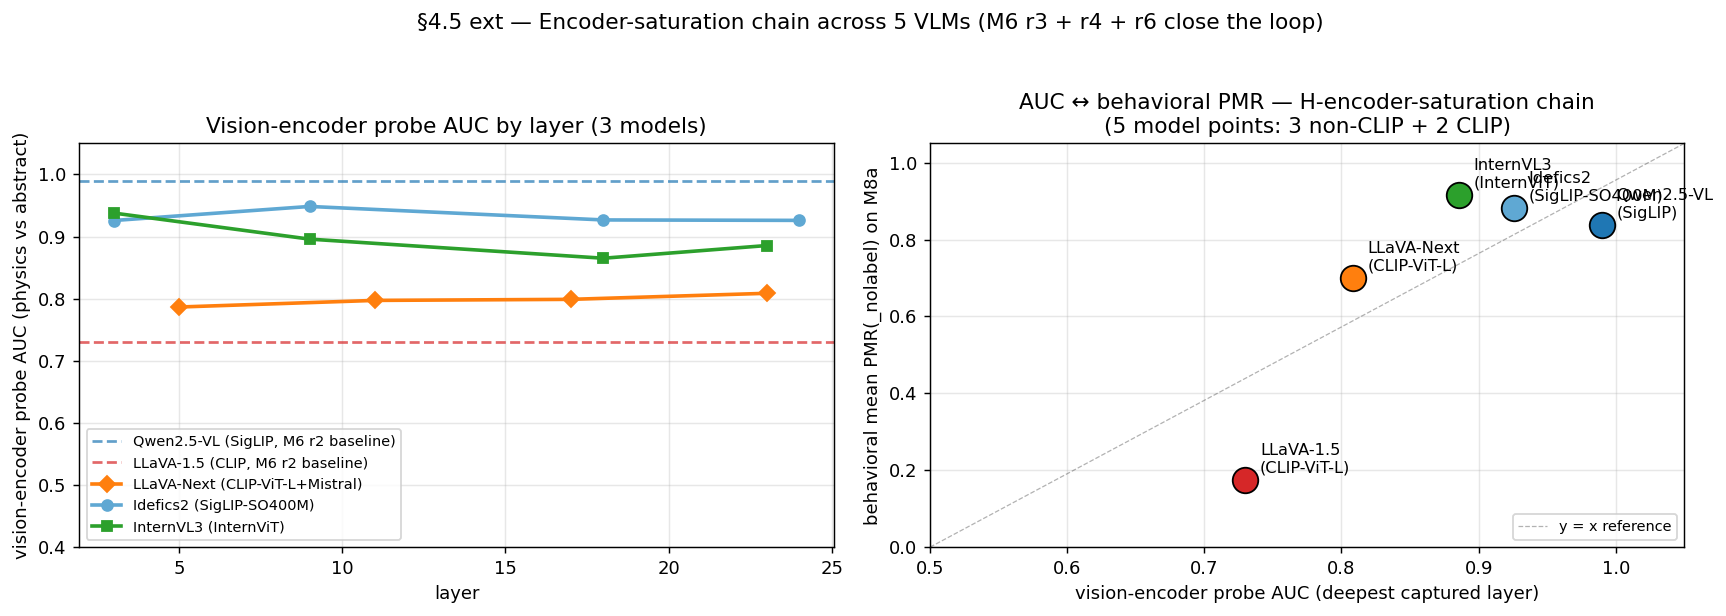 §4.5 ext — Encoder-saturation chain across 5 VLMs (M6 r3 + r4 + r6 close the loop)
Vision-encoder probe AUC by layer (3 models)
vision-encoder probe AUC (physics vs abstract)
1.0
0.9
0.8
0.7
0.6
0.5
0.4
5
10
15
20
25
layer
Qwen2.5-VL (SigLIP, M6 r2 baseline)
LLaVA-1.5 (CLIP, M6 r2 baseline)
LLaVA-Next (CLIP-ViT-L+Mistral)
Idefics2 (SigLIP-SO400M)
InternVL3 (InternViT)
AUC ↔ behavioral PMR — H-encoder-saturation chain
(5 model points: 3 non-CLIP + 2 CLIP)
behavioral mean PMR(_nolabel) on M8a
1.0
0.8
0.6
0.4
0.2
0.0
0.5
0.6
0.7
0.8
0.9
1.0
vision-encoder probe AUC (deepest captured layer)
InternVL3
(InternViT)
Idefics2
(SigLIP-SO400M)
Qwen2.5-VL
(SigLIP)
LLaVA-Next
(CLIP-ViT-L)
LLaVA-1.5
(CLIP-ViT-L)
y = x reference